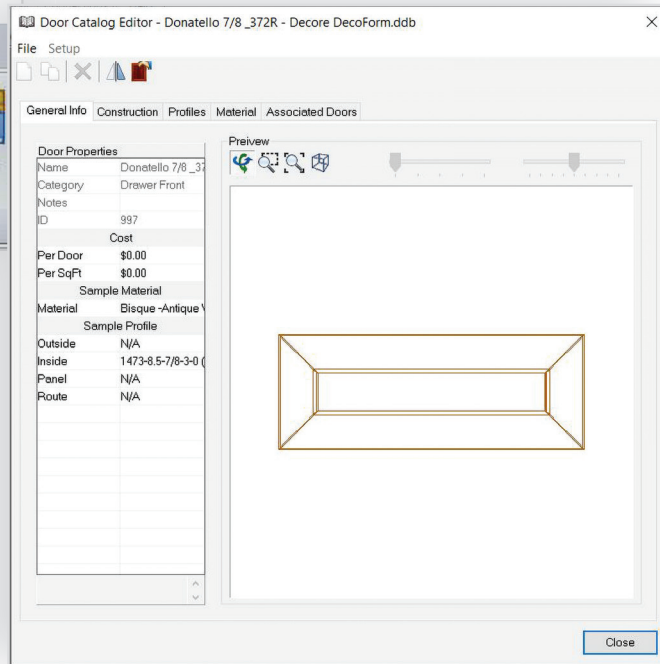 Door Catalog Editor - Donatello 7/8 _372R - Decore DecoForm.ddb
File Setup
General Info Construction Profiles Material Associated Doors
Door Properties
Name Donatello 7/8 _37
Category Drawer Front
Notes
ID 997
Cost
Per Door $0.00
Per SqFt $0.00
Sample Material
Material Bisque -Antique V
Sample Profile
Outside N/A
Inside 1473-8.5-7/8-3-0 (
Panel N/A
Route N/A
Preivew
Close